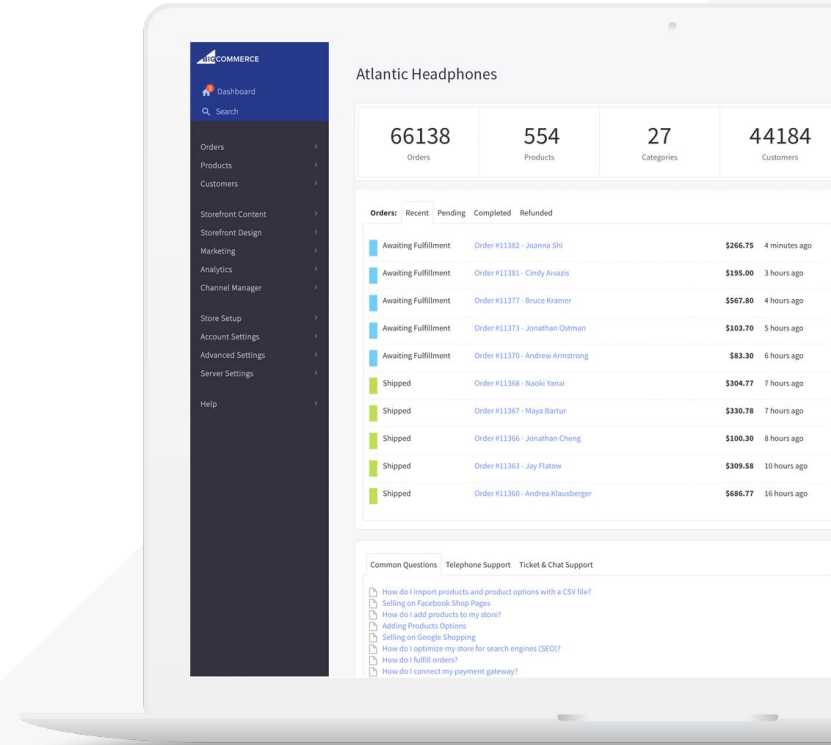 BIGCOMMERCE
1
Dashboard
Search
Orders
Products
Customers
Storefront Content
Storefront Design
Marketing
Analytics
Channel Manager
Store Setup
Account Settings
Advanced Settings
Server Settings
Help
Atlantic Headphones
66138 554 27 44184
Orders Products Categories Customers
Orders: Recent Pending Completed Refunded
Awaiting Fulfillment Order #11382 - Joanna Shi $266.75 4 minutes ago
Awaiting Fulfillment Order #11381 - Cindy Aivazis $195.00 3 hours ago
Awaiting Fulfillment Order #11377 - Bruce Kramer $567.80 4 hours ago
Awaiting Fulfillment Order #11373 - Jonathan Ostman $103.70 5 hours ago
Awaiting Fulfillment Order #11370 - Andrew Armstrong $83.30 6 hours ago
Shipped Order #11368 - Naoki Yanai $304.77 7 hours ago
Shipped Order #11367 - Maya Bartur $330.78 7 hours ago
Shipped Order #11366 - Jonathan Cheng $100.30 8 hours ago
Shipped Order #11363 - Jay Flatow $309.58 10 hours ago
Shipped Order #11360 - Andrea Klausberger $686.77 16 hours ago
Common Questions Telephone Support Ticket & Chat Support
How do I import products and product options with a CSV file?
Selling on Facebook Shop Pages
How do I add products to my store?
Adding Products Options
Selling on Google Shopping
How do I optimize my store for search engines (SEO)?
How do I fulfill orders?
How do I connect my payment gateway?